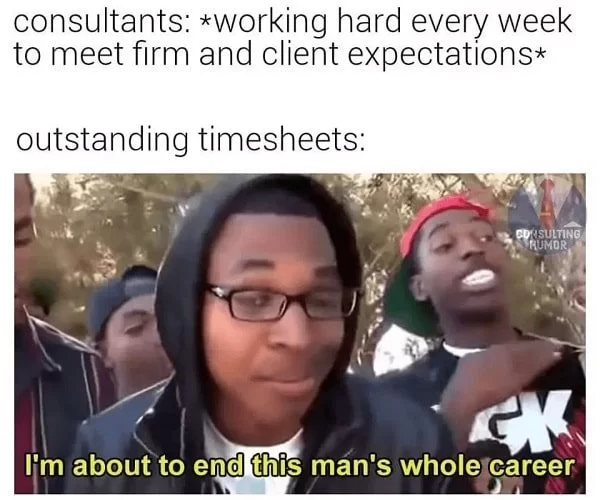 consultants: *working hard every week
to meet firm and client expectations*
outstanding timesheets:
CONSULTING
HUMOR
GK
I'm about to end this man's whole career